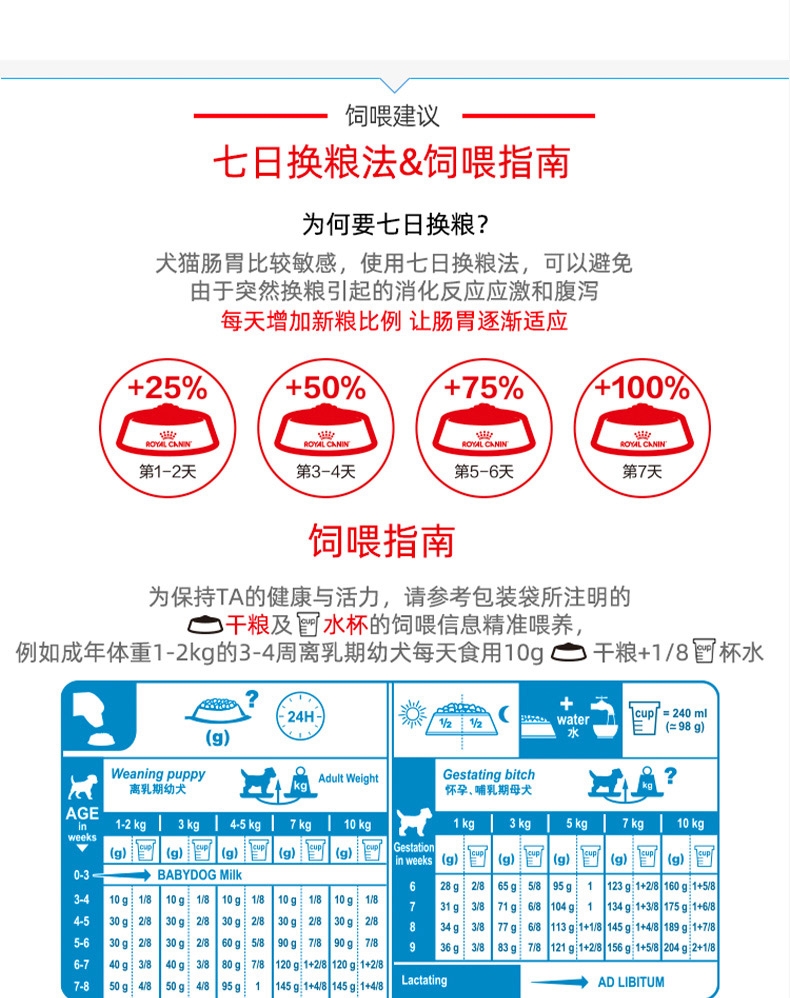 饲喂建议
七日换粮法&饲喂指南
为何要七日换粮?
犬猫肠胃比较敏感，使用七日换粮法，可以避免
由于突然换粮引起的消化反应应激和腹泻
每天增加新粮比例 让肠胃逐渐适应
+25% +50% +75% +100%
ROYAL CANIN ROYAL CANIN ROYAL CANIN ROYAL CANIN
第1-2天 第3-4天 第5-6天 第7天
饲喂指南
为保持TA的健康与活力，请参考包装袋所注明的
干粮及 cup 水杯的饲喂信息精准喂养，
例如成年体重1-2kg的3-4周离乳期幼犬每天食用10g 干粮+1/8 cup 杯水
?
24H
(g)
Weaning puppy
离乳期幼犬
kg Adult Weight
AGE
in
weeks
1-2 kg 3 kg 4-5 kg 7 kg 10 kg
(g) cup (g) cup (g) cup (g) cup (g) cup
0-3 BABYDOG Milk
3-4 10 g 1/8 10 g 1/8 10 g 1/8 10 g 1/8 10 g 1/8
4-5 30 g 2/8 30 g 2/8 30 g 2/8 30 g 2/8 30 g 2/8
5-6 30 g 2/8 30 g 2/8 60 g 5/8 90 g 7/8 90 g 7/8
6-7 40 g 3/8 40 g 3/8 80 g 7/8 120 g 1+2/8 120 g 1+2/8
7-8 50 g 4/8 50 g 4/8 95 g 1 145 g 1+4/8 145 g 1+4/8
1/2 1/2
+
water
水
cup = 240 ml
(≃ 98 g)
Gestating bitch
怀孕、哺乳期母犬
kg ?
Gestation
in weeks
1 kg 3 kg 5 kg 7 kg 10 kg
(g) cup (g) cup (g) cup (g) cup (g) cup
6 28 g 2/8 65 g 5/8 95 g 1 123 g 1+2/8 160 g 1+5/8
7 31 g 3/8 71 g 6/8 104 g 1 134 g 1+3/8 175 g 1+6/8
8 34 g 3/8 77 g 6/8 113 g 1+1/8 145 g 1+4/8 189 g 1+7/8
9 36 g 3/8 83 g 7/8 121 g 1+2/8 156 g 1+5/8 204 g 2+1/8
Lactating AD LIBITUM